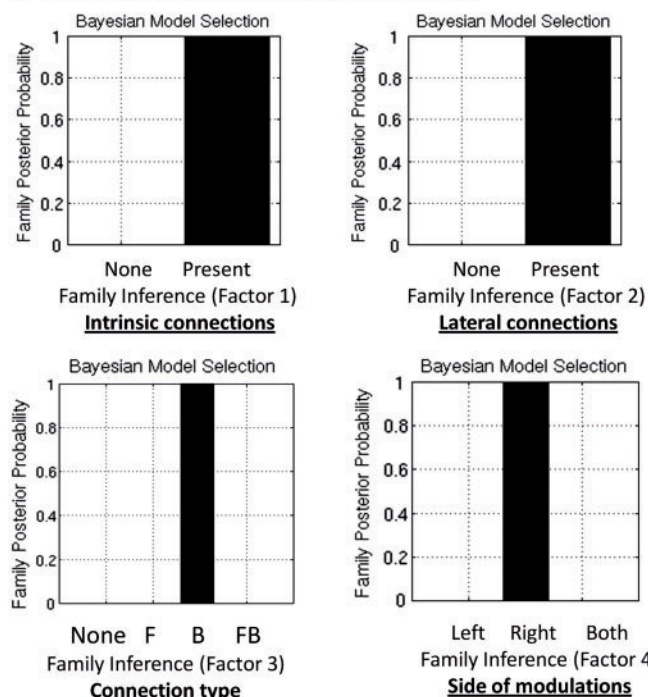 Bayesian Model Selection
Family Posterior Probability
1
0.8
0.6
0.4
0.2
0
None Present
Family Inference (Factor 1)
Intrinsic connections
Bayesian Model Selection
Family Posterior Probability
1
0.8
0.6
0.4
0.2
0
None Present
Family Inference (Factor 2)
Lateral connections
Bayesian Model Selection
Family Posterior Probability
1
0.8
0.6
0.4
0.2
0
None F B FB
Family Inference (Factor 3)
Connection type
Bayesian Model Selection
Family Posterior Probability
1
0.8
0.6
0.4
0.2
0
Left Right Both
Family Inference (Factor 4
Side of modulations